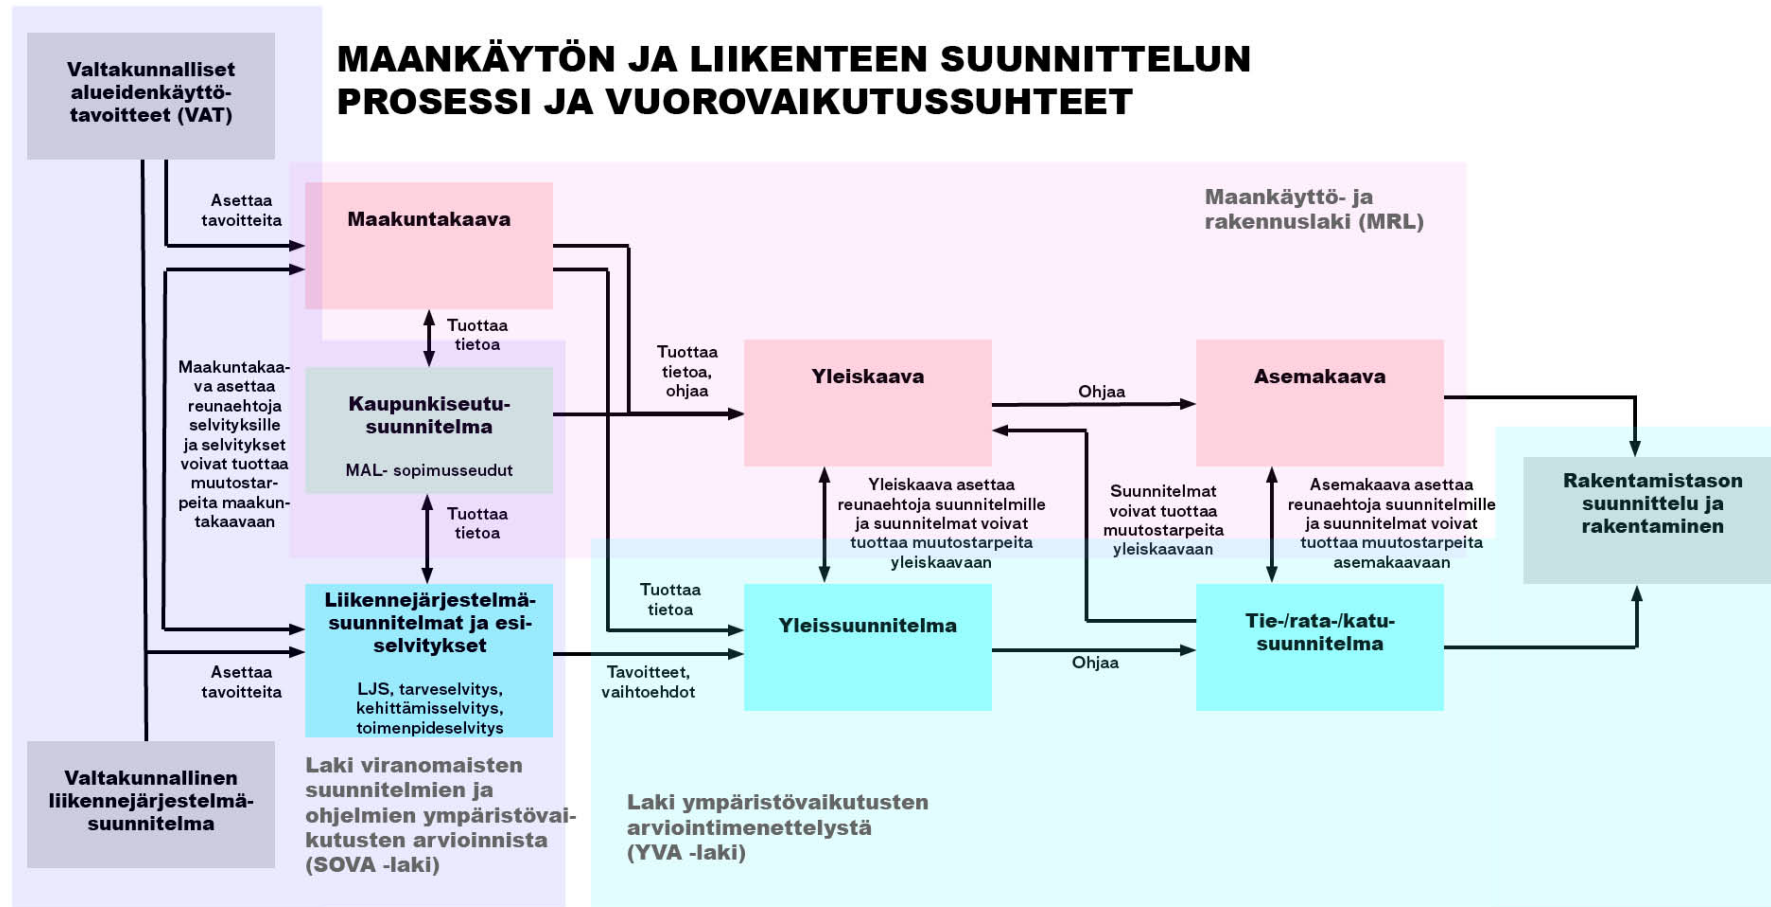 MAANKÄYTÖN JA LIIKENTEEN SUUNNITTELUN
PROSESSI JA VUOROVAIKUTUSSUHTEET
Valtakunnalliset
alueidenkäyttö-
tavoitteet (VAT)
Asettaa
tavoitteita
Maakuntakaava
Maankäyttö- ja
rakennuslaki (MRL)
Tuottaa
tietoa
Maakuntakaa-
va asettaa
reunaehtoja
selvityksille
ja selvitykset
voivat tuottaa
muutostar-
peita maakun-
takaavaan
Kaupunkiseutu-
suunnitelma
MAL- sopimusseudut
Tuottaa
tietoa,
ohjaa
Yleiskaava
Ohjaa
Asemakaava
Tuottaa
tietoa
Yleiskaava asettaa
reunaehtoja suunnitelmille
ja suunnitelmat voivat
tuottaa muutostarpeita
yleiskaavaan
Suunnitelmat
voivat tuottaa
muutostarpeita
yleiskaavaan
Asemakaava asettaa
reunaehtoja suunnitelmille
ja suunnitelmat voivat
tuottaa muutostarpeita
asemakaavaan
Rakentamistason
suunnittelu ja
rakentaminen
Liikennejärjestelmä-
suunnitelmat ja esi-
selvitykset
LJS, tarveselvitys,
kehittämisselvitys,
toimenpideselvitys
Asettaa
tavoitteita
Tuottaa
tietoa
Tavoitteet,
vaihtoehdot
Yleissuunnitelma
Ohjaa
Tie-/rata-/katu-
suunnitelma
Valtakunnallinen
liikennejärjestelmä-
suunnitelma
Laki viranomaisten
suunnitelmien ja
ohjelmien ympäristövai-
kutusten arvioinnista
(SOVA -laki)
Laki ympäristövaikutusten
arviointimenettelystä
(YVA -laki)